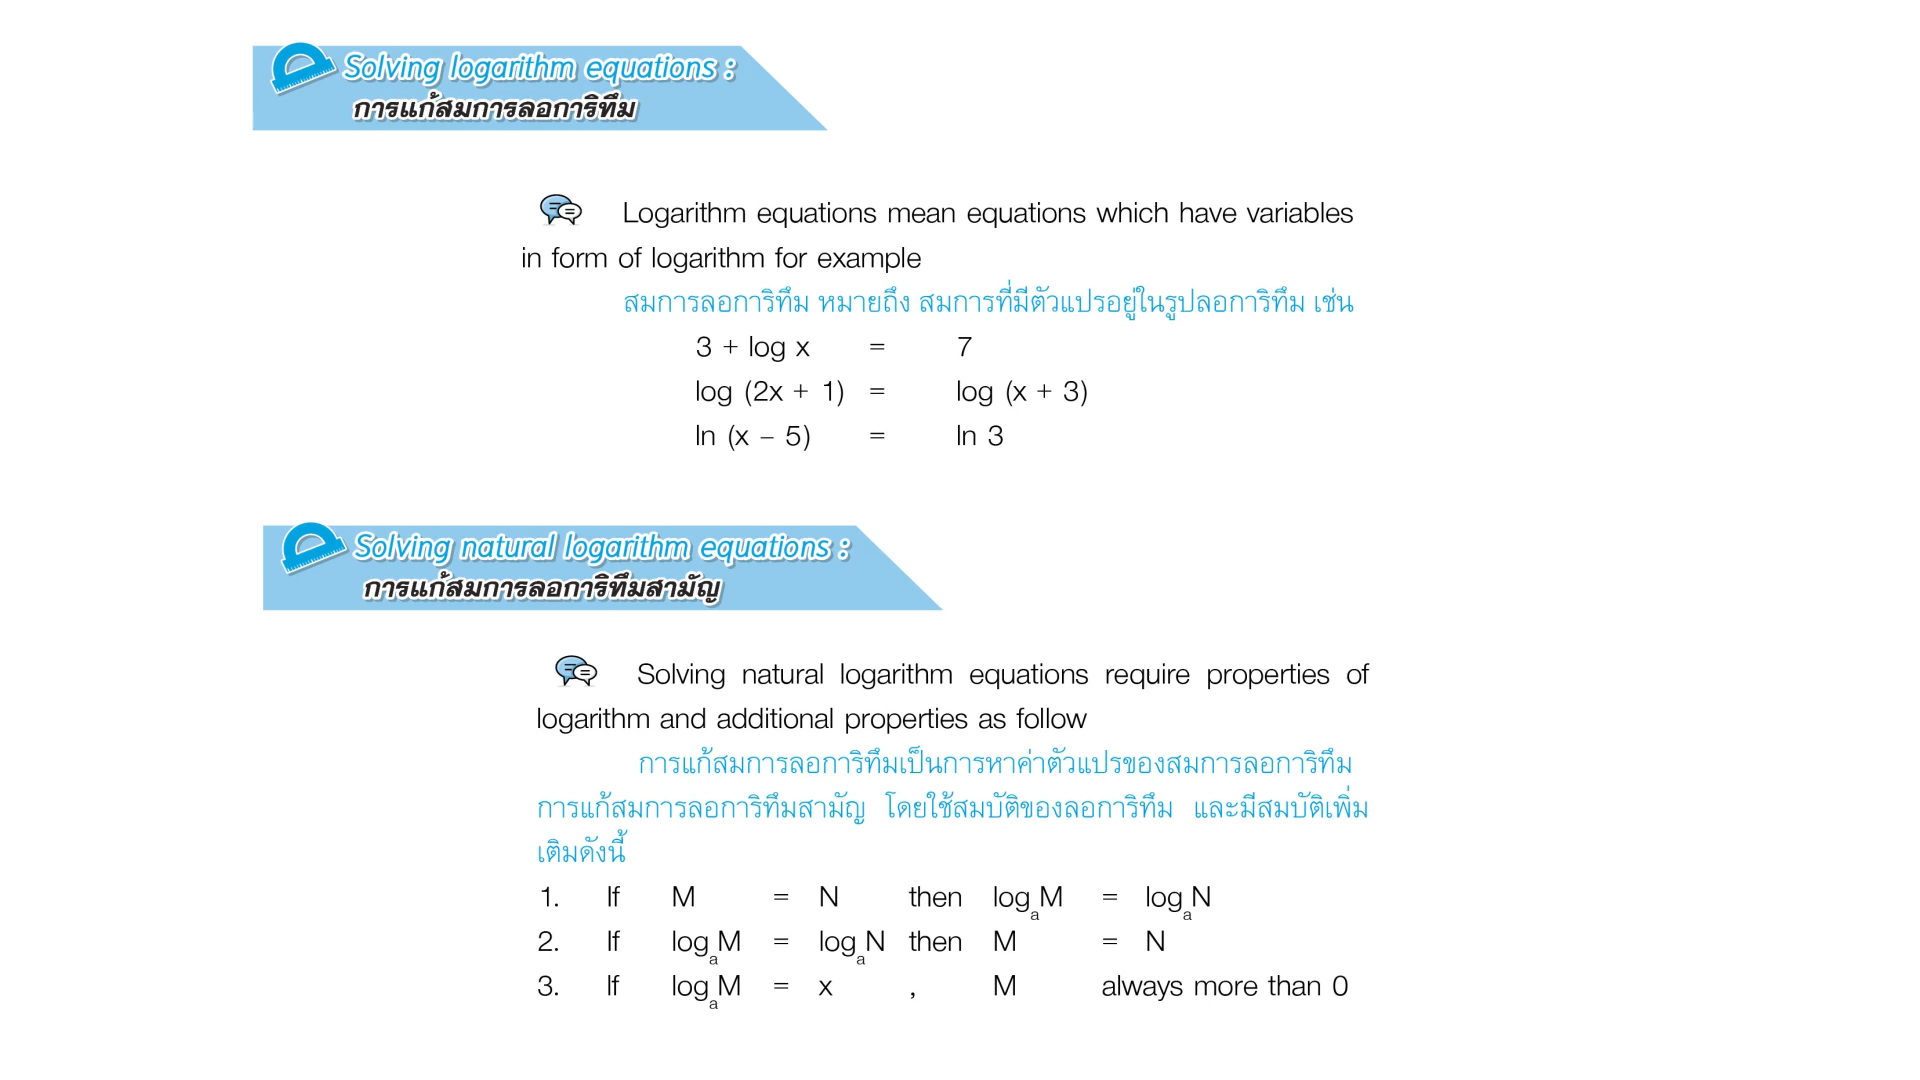 Solving logarithm equations :
การแก้สมการลอการิทึม
Logarithm equations mean equations which have variables
in form of logarithm for example
สมการลอการิทึม หมายถึง สมการที่มีตัวแปรอยู่ในรูปลอการิทึม เช่น
3 + log x = 7
log (2x + 1) = log (x + 3)
ln (x – 5) = ln 3
Solving natural logarithm equations :
การแก้สมการลอการิทึมสามัญ
Solving natural logarithm equations require properties of
logarithm and additional properties as follow
การแก้สมการลอการิทึมเป็นการหาค่าตัวแปรของสมการลอการิทึม
การแก้สมการลอการิทึมสามัญ โดยใช้สมบัติของลอการิทึม และมีสมบัติเพิ่ม
เติมดังนี้
1. If M = N then logₐM = logₐN
2. If logₐM = logₐN then M = N
3. If logₐM = x , M always more than 0